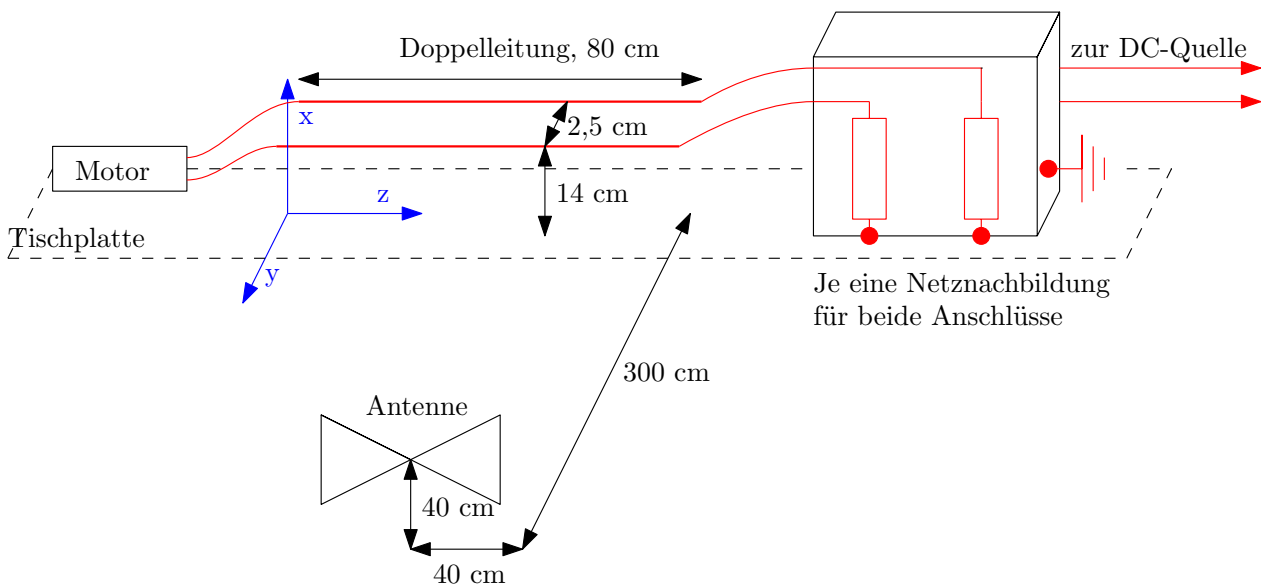 Doppelleitung, 80 cm
zur DC-Quelle
x
2,5 cm
Motor
14 cm
z
Tischplatte
y
Je eine Netznachbildung
für beide Anschlüsse
300 cm
Antenne
40 cm
40 cm